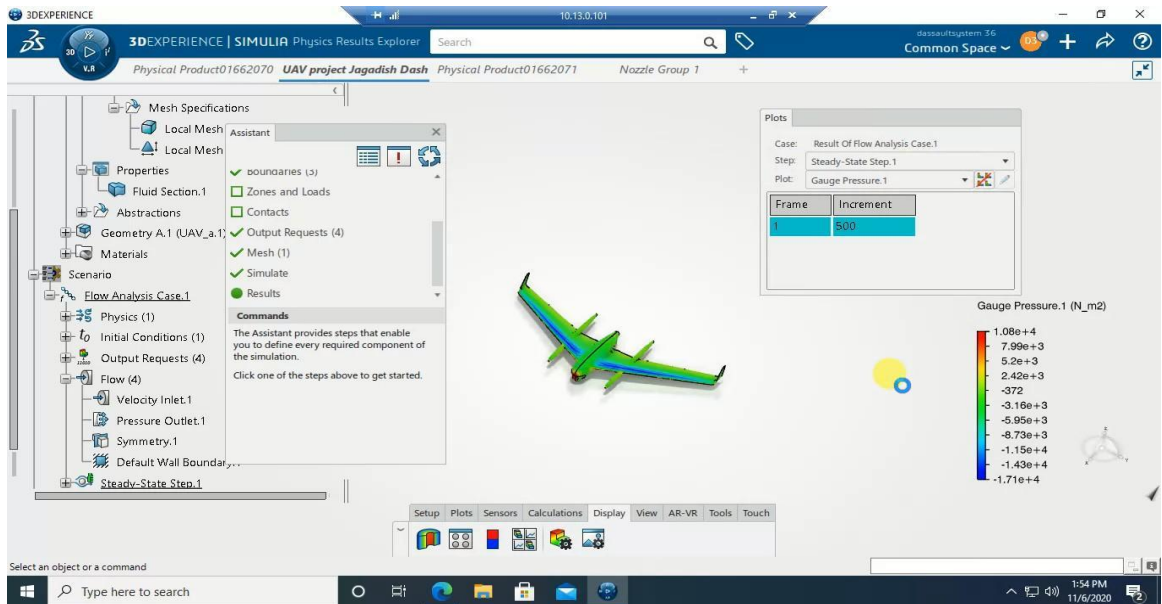 3DEXPERIENCE
10.13.0.101
3DEXPERIENCE | SIMULIA Physics Results Explorer
Search
dassaultsystem 36
Common Space
3D
V.R
Physical Product01662070
UAV project Jagadish Dash
Physical Product01662071
Nozzle Group 1
Mesh Specifications
Local Mesh
Local Mesh
Properties
Fluid Section.1
Abstractions
Geometry A.1 (UAV_a.1)
Materials
Scenario
Flow Analysis Case.1
Physics (1)
Initial Conditions (1)
Output Requests (4)
Flow (4)
Velocity Inlet.1
Pressure Outlet.1
Symmetry.1
Default Wall Boundary.
Steady-State Step.1
Assistant
Boundaries (3)
Zones and Loads
Contacts
Output Requests (4)
Mesh (1)
Simulate
Results
Commands
The Assistant provides steps that enable
you to define every required component of
the simulation.
Click one of the steps above to get started.
Plots
Case: Result Of Flow Analysis Case.1
Step: Steady-State Step.1
Plot: Gauge Pressure.1
Frame Increment
1 500
Gauge Pressure.1 (N_m2)
1.08e+4
7.99e+3
5.2e+3
2.42e+3
-372
-3.16e+3
-5.95e+3
-8.73e+3
-1.15e+4
-1.43e+4
-1.71e+4
Setup Plots Sensors Calculations Display View AR-VR Tools Touch
Select an object or a command
Type here to search
1:54 PM
11/6/2020
2